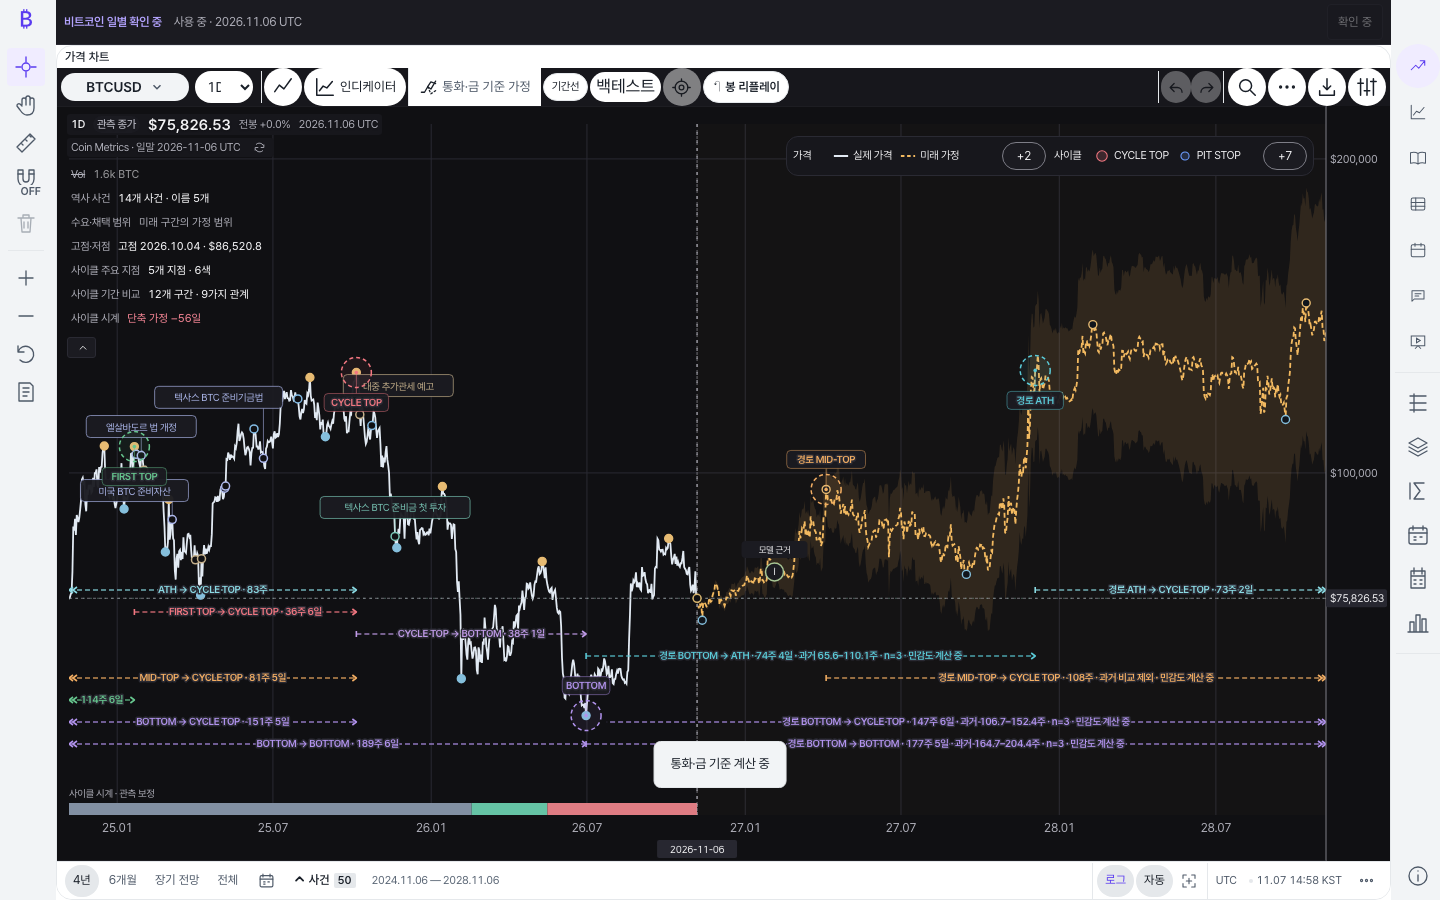 비트코인 일별 확인 중 사용 중 · 2026.11.06 UTC
확인 중
가격 차트
BTCUSD
인디케이터
통화·금 기준 가정
기간선
백테스트
봉 리플레이
OFF
1D 관측 종가 $75,826.53 전봉 +0.0% 2026.11.06 UTC
Coin Metrics · 일말 2026-11-06 UTC
Vol 1.6k BTC
역사 사건 14개 사건 · 이름 5개
수요·채택 범위 미래 구간의 가정 범위
고점·저점 고점 2026.10.04 · $86,520.8
사이클 주요 지점 5개 지점 · 6색
사이클 기간 비교 12개 구간 · 9가지 관계
사이클 시계 단축 가정 −56일
가격 실제 가격 미래 가정 +2 사이클 CYCLE TOP PIT STOP +7
$200,000
$100,000
$75,826.53
대중 추가관세 예고
텍사스 BTC 준비기금법
CYCLE TOP
엘살바도르 법 개정
FIRST TOP
미국 BTC 준비자산
텍사스 BTC 준비금 첫 투자
경로 ATH
경로 MID-TOP
모델 근거
ATH → CYCLE TOP · 83주
경로 ATH → CYCLE TOP · 73주 2일
FIRST TOP → CYCLE TOP · 36주 6일
CYCLE TOP → BOTTOM · 38주 1일
경로 BOTTOM → ATH · 74주 4일 · 과거 65.6–110.1주 · n=3 · 민감도 계산 중
MID-TOP → CYCLE TOP · 81주 5일
경로 MID-TOP → CYCLE TOP · 108주 · 과거 비교 제외 · 민감도 계산 중
BOTTOM
114주 6일
BOTTOM → CYCLE TOP · 151주 5일
경로 BOTTOM → CYCLE TOP · 147주 6일 · 과거 106.7–152.4주 · n=3 · 민감도 계산 중
BOTTOM → BOTTOM · 189주 6일
경로 BOTTOM → BOTTOM · 177주 5일 · 과거 164.7–204.4주 · n=3 · 민감도 계산 중
통화·금 기준 계산 중
사이클 시계 · 관측 보정
25.01 25.07 26.01 26.07 27.01 27.07 28.01 28.07
2026-11-06
4년 6개월 장기 전망 전체 사건 50 2024.11.06 — 2028.11.06
로그 자동 UTC 11.07 14:58 KST